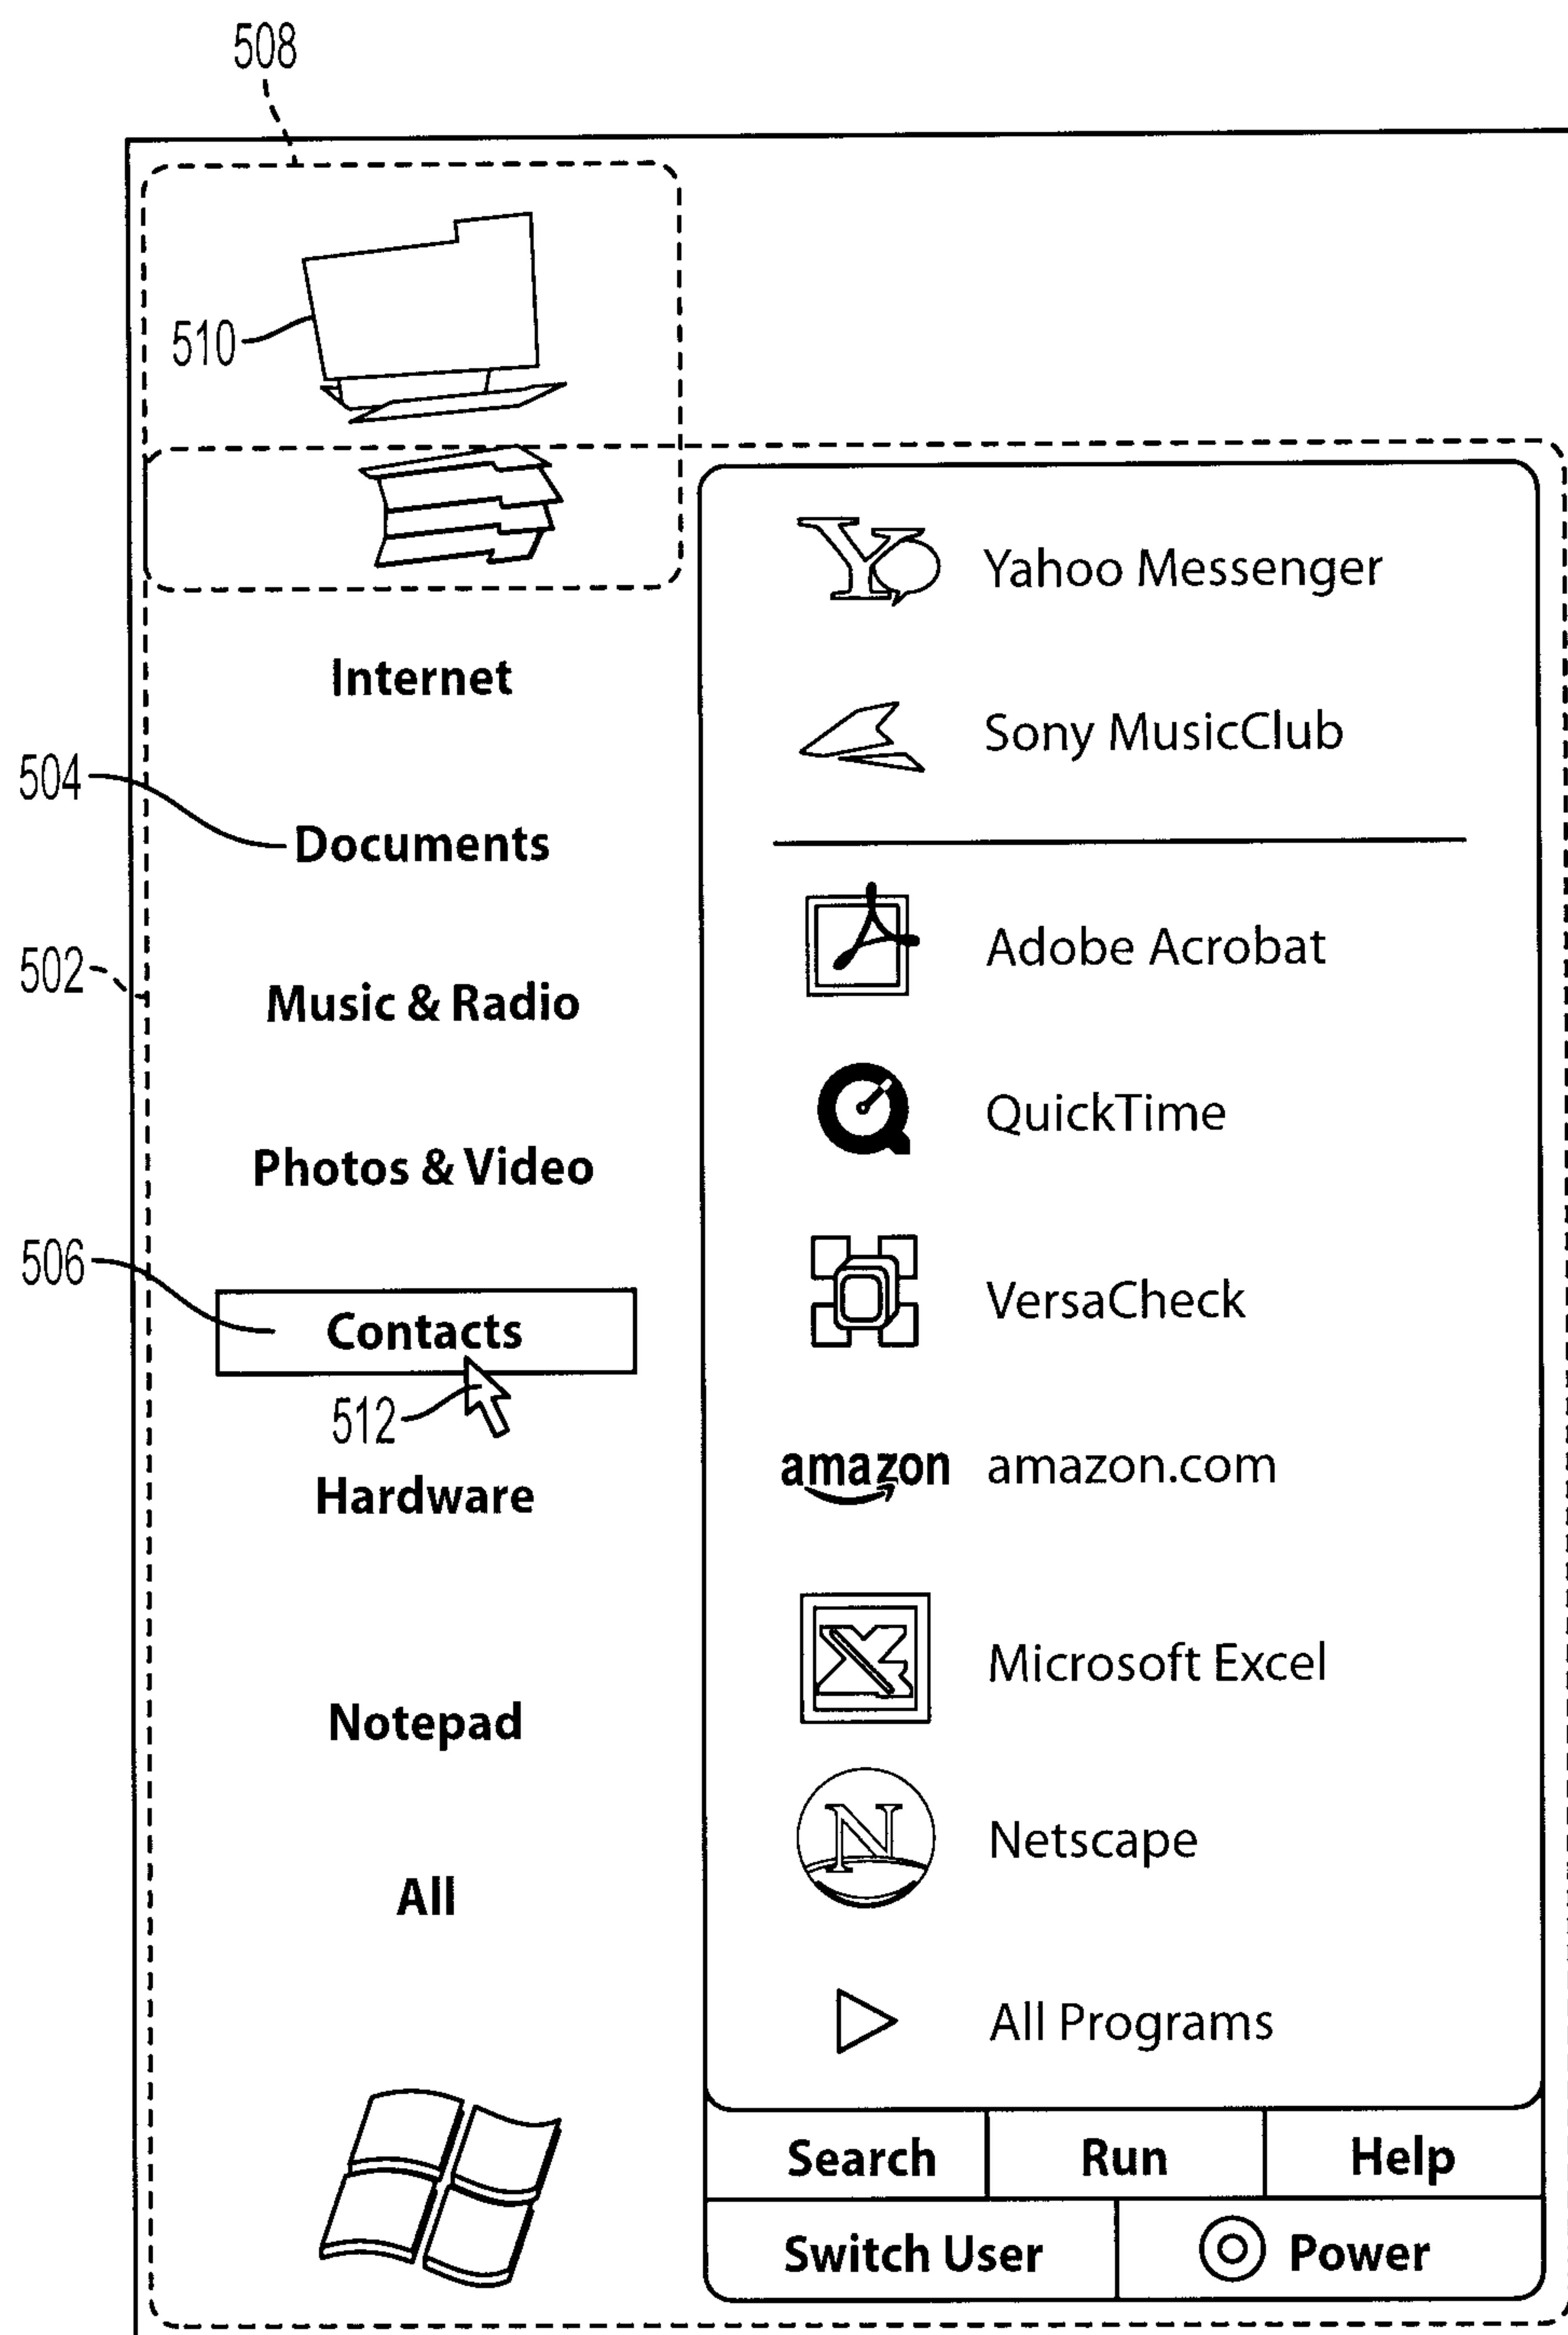 508
510
Yahoo Messenger
Internet
Sony MusicClub
504
Documents
Adobe Acrobat
502
Music & Radio
QuickTime
Photos & Video
506
Contacts
VersaCheck
512
amazon
amazon.com
Hardware
Microsoft Excel
Notepad
N
Netscape
All
All Programs
Search
Run
Help
Switch User
Power